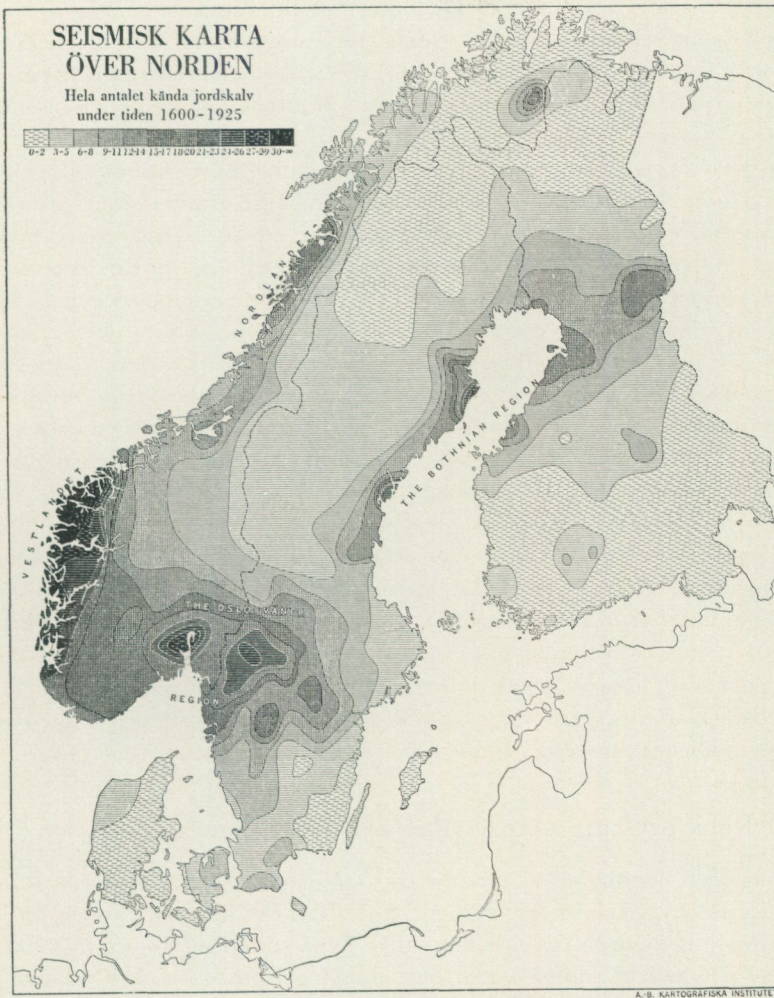 SEISMISK KARTA
ÖVER NORDEN
Hela antalet kända jordskalv
under tiden 1600-1925
0-2 3-5 6-8 9-11 12-14 15-17 18-20 21-23 24-26 27-29 30-∞
NORDLANDET
THE BOTHNIAN REGION
VESTLANDET
THE OSLO-VÄNER
REGION
A.-B. KARTOGRAFISKA INSTITUTE